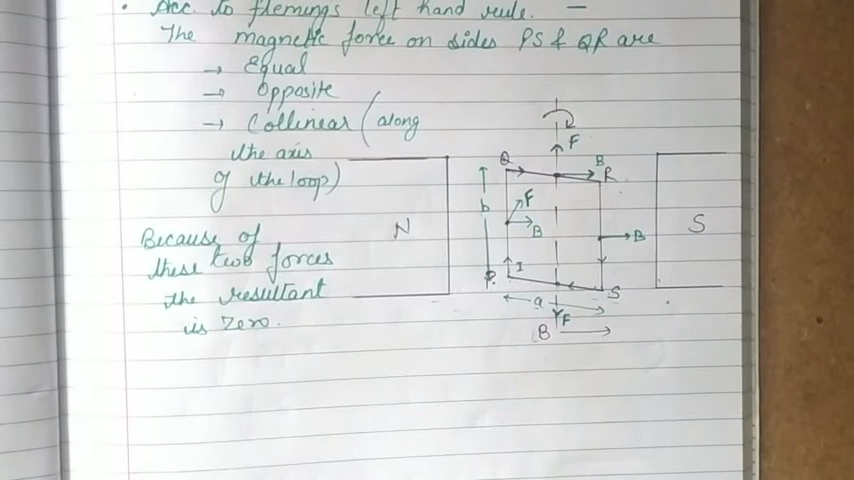 • Acc to flemings left hand rule. —
The magnetic force on sides PS & QR are
→ Equal
→ Opposite
→ Collinear (along
the axis
of the loop)
Because of
these two forces
the resultant
is zero.
N
S
F
Q
B
R
b
F
B
B
P
I
S
a
F
B